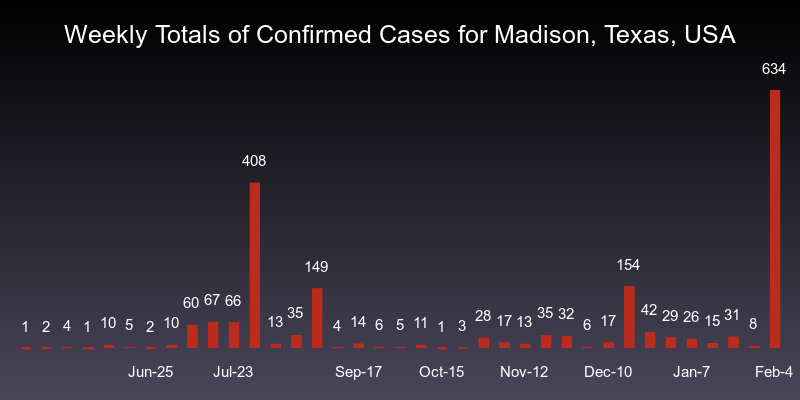 Weekly Totals of Confirmed Cases for Madison, Texas, USA
634
408
154
149
60 67 66
13 35
42 29 26 15 31 8
1 2 4 1 10 5 2 10
4 14 6 5 11 1 3 28 17 13 35 32 6 17
Jun-25 Jul-23 Sep-17 Oct-15 Nov-12 Dec-10 Jan-7 Feb-4